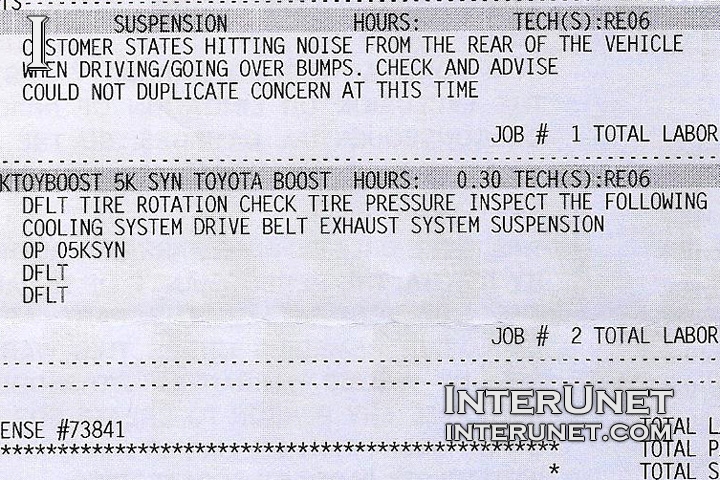 SUSPENSION HOURS: TECH(S):RE06
CUSTOMER STATES HITTING NOISE FROM THE REAR OF THE VEHICLE
WHEN DRIVING/GOING OVER BUMPS. CHECK AND ADVISE
COULD NOT DUPLICATE CONCERN AT THIS TIME
JOB # 1 TOTAL LABOR
KTOYBOOST 5K SYN TOYOTA BOOST HOURS: 0.30 TECH(S):RE06
DFLT TIRE ROTATION CHECK TIRE PRESSURE INSPECT THE FOLLOWING
COOLING SYSTEM DRIVE BELT EXHAUST SYSTEM SUSPENSION
OP 05KSYN
DFLT
DFLT
JOB # 2 TOTAL LABOR
INTERUNET
INTERUNET.COM
ENSE #73841 TOTAL L
****************************************************** TOTAL P
* TOTAL S